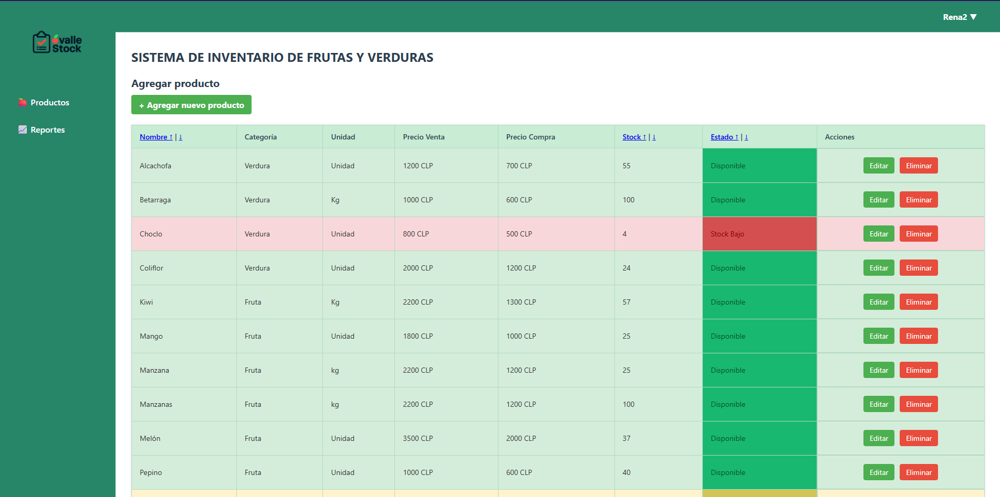 Rena2 ▼
valle
Stock
Productos
Reportes
SISTEMA DE INVENTARIO DE FRUTAS Y VERDURAS
Agregar producto
+ Agregar nuevo producto
Nombre ↑ | ↓ Categoría Unidad Precio Venta Precio Compra Stock ↑ | ↓ Estado ↑ | ↓ Acciones
Alcachofa Verdura Unidad 1200 CLP 700 CLP 55 Disponible Editar Eliminar
Betarraga Verdura Kg 1000 CLP 600 CLP 100 Disponible Editar Eliminar
Choclo Verdura Unidad 800 CLP 500 CLP 4 Stock Bajo Editar Eliminar
Coliflor Verdura Unidad 2000 CLP 1200 CLP 24 Disponible Editar Eliminar
Kiwi Fruta Kg 2200 CLP 1300 CLP 57 Disponible Editar Eliminar
Mango Fruta Unidad 1800 CLP 1000 CLP 25 Disponible Editar Eliminar
Manzana Fruta kg 2200 CLP 1200 CLP 25 Disponible Editar Eliminar
Manzanas Fruta kg 2200 CLP 1200 CLP 100 Disponible Editar Eliminar
Melón Fruta Unidad 3500 CLP 2000 CLP 37 Disponible Editar Eliminar
Pepino Fruta Unidad 1000 CLP 600 CLP 40 Disponible Editar Eliminar